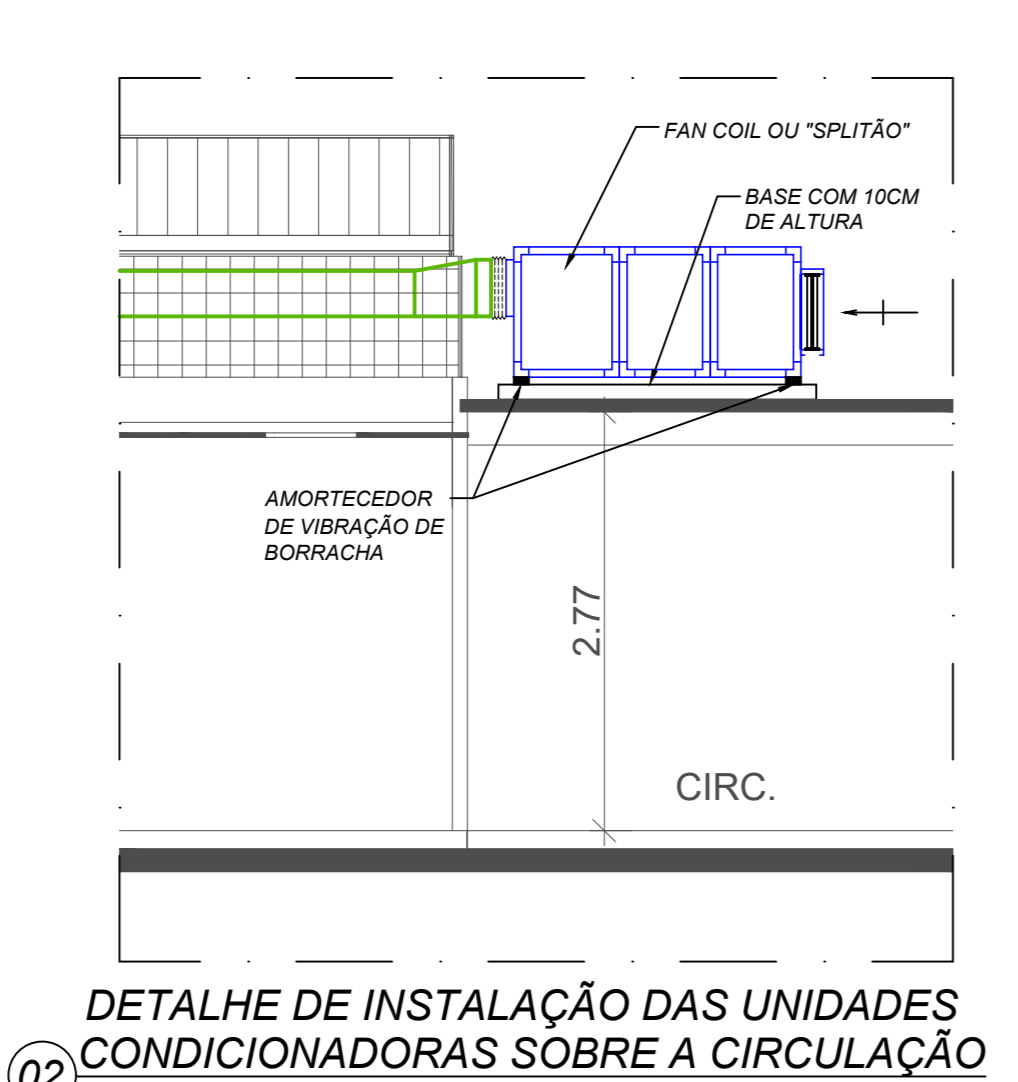 FAN COIL OU "SPLITÃO"
BASE COM 10CM
DE ALTURA
AMORTECEDOR
DE VIBRAÇÃO DE
BORRACHA
2.77
CIRC.
DETALHE DE INSTALAÇÃO DAS UNIDADES
02 CONDICIONADORAS SOBRE A CIRCULAÇÃO